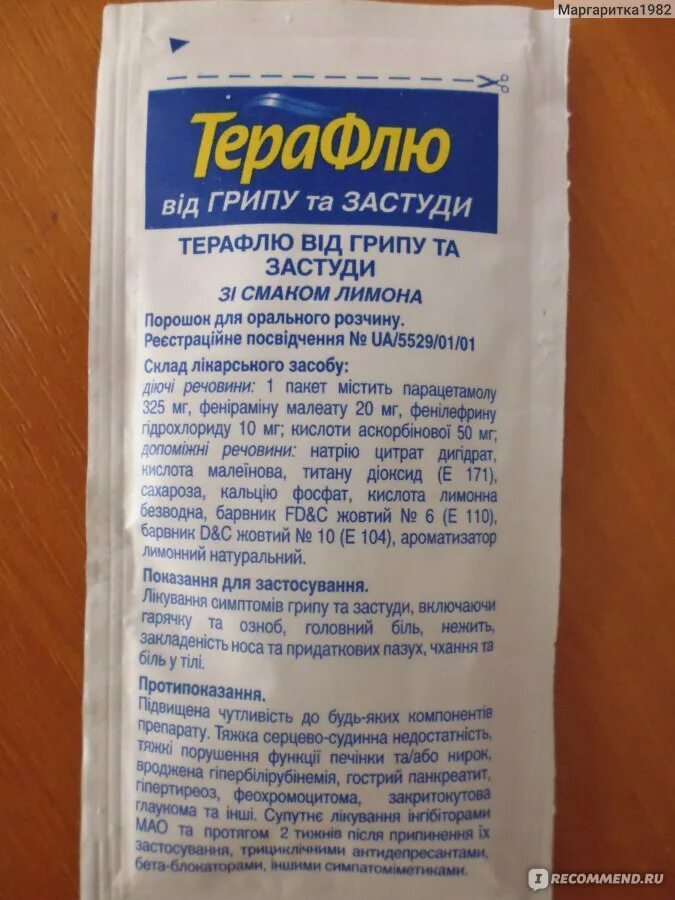 Маргаритка1982
ТераФлю
від ГРИПУ та ЗАСТУДИ
ТЕРАФЛЮ ВІД ГРИПУ ТА
ЗАСТУДИ
ЗІ СМАКОМ ЛИМОНА
Порошок для орального розчину.
Реєстраційне посвідчення № UA/5529/01/01
Склад лікарського засобу:
діючі речовини: 1 пакет містить парацетамолу
325 мг, феніраміну малеату 20 мг, фенілефрину
гідрохлориду 10 мг; кислоти аскорбінової 50 мг;
допоміжні речовини: натрію цитрат дигідрат,
кислота малеїнова, титану діоксид (Е 171),
сахароза, кальцію фосфат, кислота лимонна
безводна, барвник FD&C жовтий № 6 (Е 110),
барвник D&C жовтий № 10 (Е 104), ароматизатор
лимонний натуральний.
Показання для застосування.
Лікування симптомів грипу та застуди, включаючи
гарячку та озноб, головний біль, нежить,
закладеність носа та придаткових пазух, чхання та
біль у тілі.
Протипоказання.
Підвищена чутливість до будь-яких компонентів
препарату. Тяжка серцево-судинна недостатність,
тяжкі порушення функції печінки та/або нирок,
вроджена гіпербілірубінемія, гострий панкреатит,
гіпертиреоз, феохромоцитома, закритокутова
глаукома та інші. Супутнє лікування інгібіторами
МАО та протягом 2 тижнів після припинення їх
застосування, трициклічними антидепресантами,
бета-блокаторами, іншими симпатоміметиками.
IRECOMMEND.RU